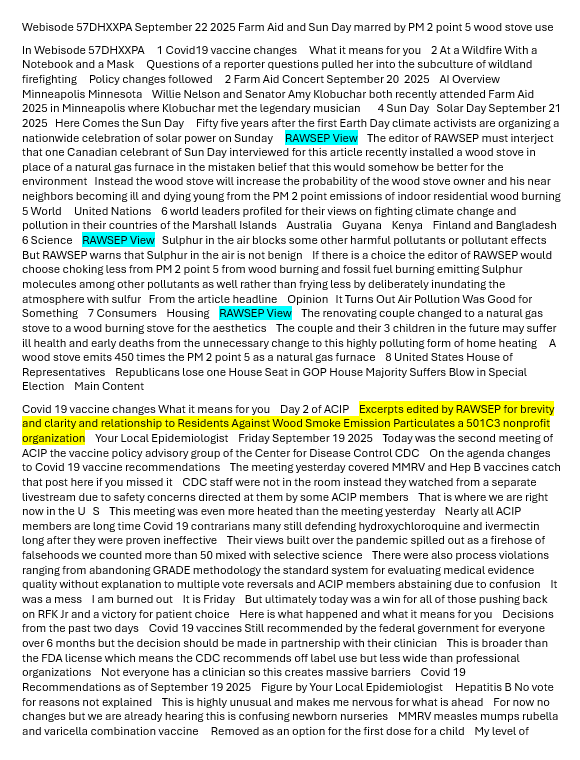 Webisode 57DHXXPA September 22 2025 Farm Aid and Sun Day marred by PM 2 point 5 wood stove use
In Webisode 57DHXXPA    1 Covid19 vaccine changes    What it means for you   2 At a Wildfire With a
Notebook and a Mask    Questions of a reporter questions pulled her into the subculture of wildland
firefighting    Policy changes followed    2 Farm Aid Concert September 20  2025   AI Overview
Minneapolis Minnesota   Willie Nelson and Senator Amy Klobuchar both recently attended Farm Aid
2025 in Minneapolis where Klobuchar met the legendary musician      4 Sun Day   Solar Day September 21
2025   Here Comes the Sun Day    Fifty five years after the first Earth Day climate activists are organizing a
nationwide celebration of solar power on Sunday    RAWSEP View   The editor of RAWSEP must interject
that one Canadian celebrant of Sun Day interviewed for this article recently installed a wood stove in
place of a natural gas furnace in the mistaken belief that this would somehow be better for the
environment   Instead the wood stove will increase the probability of the wood stove owner and his near
neighbors becoming ill and dying young from the PM 2 point emissions of indoor residential wood burning
5 World    United Nations   6 world leaders profiled for their views on fighting climate change and
pollution in their countries of the Marshall Islands   Australia   Guyana   Kenya   Finland and Bangladesh
6 Science   RAWSEP View   Sulphur in the air blocks some other harmful pollutants or pollutant effects
But RAWSEP warns that Sulphur in the air is not benign    If there is a choice the editor of RAWSEP would
choose choking less from PM 2 point 5 from wood burning and fossil fuel burning emitting Sulphur
molecules among other pollutants as well rather than frying less by deliberately inundating the
atmosphere with sulfur   From the article headline    Opinion   It Turns Out Air Pollution Was Good for
Something    7 Consumers    Housing    RAWSEP View    The renovating couple changed to a natural gas
stove to a wood burning stove for the aesthetics    The couple and their 3 children in the future may suffer
ill health and early deaths from the unnecessary change to this highly polluting form of home heating    A
wood stove emits 450 times the PM 2 point 5 as a natural gas furnace    8 United States House of
Representatives    Republicans lose one House Seat in GOP House Majority Suffers Blow in Special
Election    Main Content
Covid 19 vaccine changes What it means for you    Day 2 of ACIP    Excerpts edited by RAWSEP for brevity
and clarity and relationship to Residents Against Wood Smoke Emission Particulates a 501C3 nonprofit
organization    Your Local Epidemiologist    Friday September 19 2025    Today was the second meeting of
ACIP the vaccine policy advisory group of the Center for Disease Control CDC    On the agenda changes
to Covid 19 vaccine recommendations    The meeting yesterday covered MMRV and Hep B vaccines catch
that post here if you missed it    CDC staff were not in the room instead they watched from a separate
livestream due to safety concerns directed at them by some ACIP members    That is where we are right
now in the U  S    This meeting was even more heated than the meeting yesterday    Nearly all ACIP
members are long time Covid 19 contrarians many still defending hydroxychloroquine and ivermectin
long after they were proven ineffective    Their views built over the pandemic spilled out as a firehose of
falsehoods we counted more than 50 mixed with selective science    There were also process violations
ranging from abandoning GRADE methodology the standard system for evaluating medical evidence
quality without explanation to multiple vote reversals and ACIP members abstaining due to confusion    It
was a mess    I am burned out    It is Friday    But ultimately today was a win for all of those pushing back
on RFK Jr and a victory for patient choice    Here is what happened and what it means for you    Decisions
from the past two days    Covid 19 vaccines Still recommended by the federal government for everyone
over 6 months but the decision should be made in partnership with their clinician    This is broader than
the FDA license which means the CDC recommends off label use but less wide than professional
organizations    Not everyone has a clinician so this creates massive barriers    Covid 19
Recommendations as of September 19 2025    Figure by Your Local Epidemiologist    Hepatitis B No vote
for reasons not explained    This is highly unusual and makes me nervous for what is ahead    For now no
changes but we are already hearing this is confusing newborn nurseries    MMRV measles mumps rubella
and varicella combination vaccine    Removed as an option for the first dose for a child    My level of